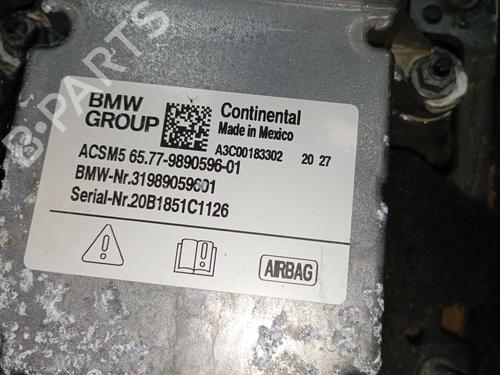 BMW GROUP
Continental
Made in Mexico
A3C00183302 20 27
ACSM5 65.77-9890596-01
BMW-Nr.31989059601
Serial-Nr.20B1851C1126
AIRBAG
B-PARTS